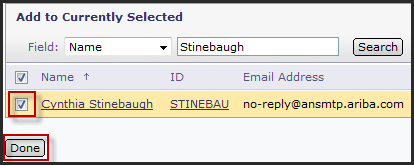 Add to Currently Selected
Field: Name Stinebaugh Search
Name ↑ ID Email Address
Cynthia Stinebaugh STINEBAU no-reply@ansmtp.ariba.com
Done